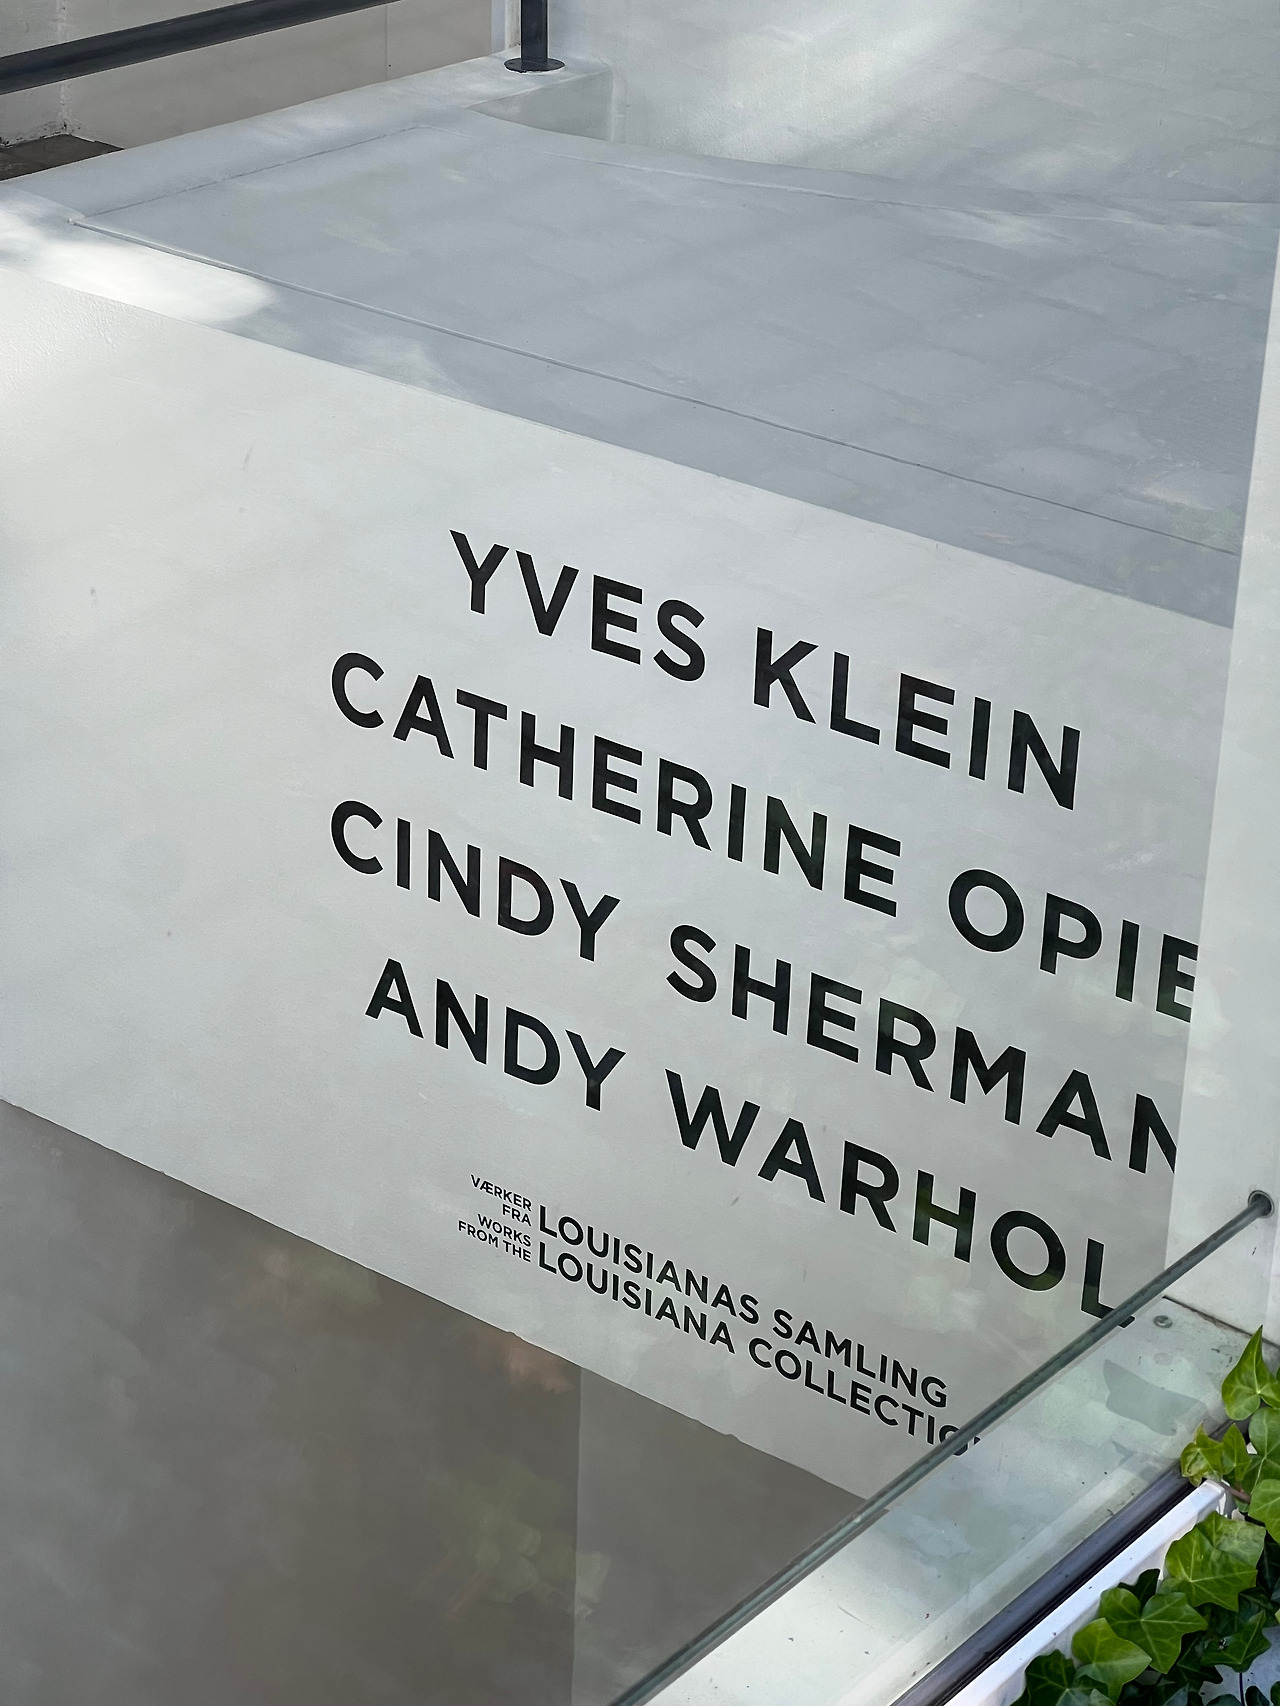 YVES KLEIN
CATHERINE OPIE
CINDY SHERMAN
ANDY WARHOL
VÆRKER FRA LOUISIANAS SAMLING
WORKS FROM THE LOUISIANA COLLECTION